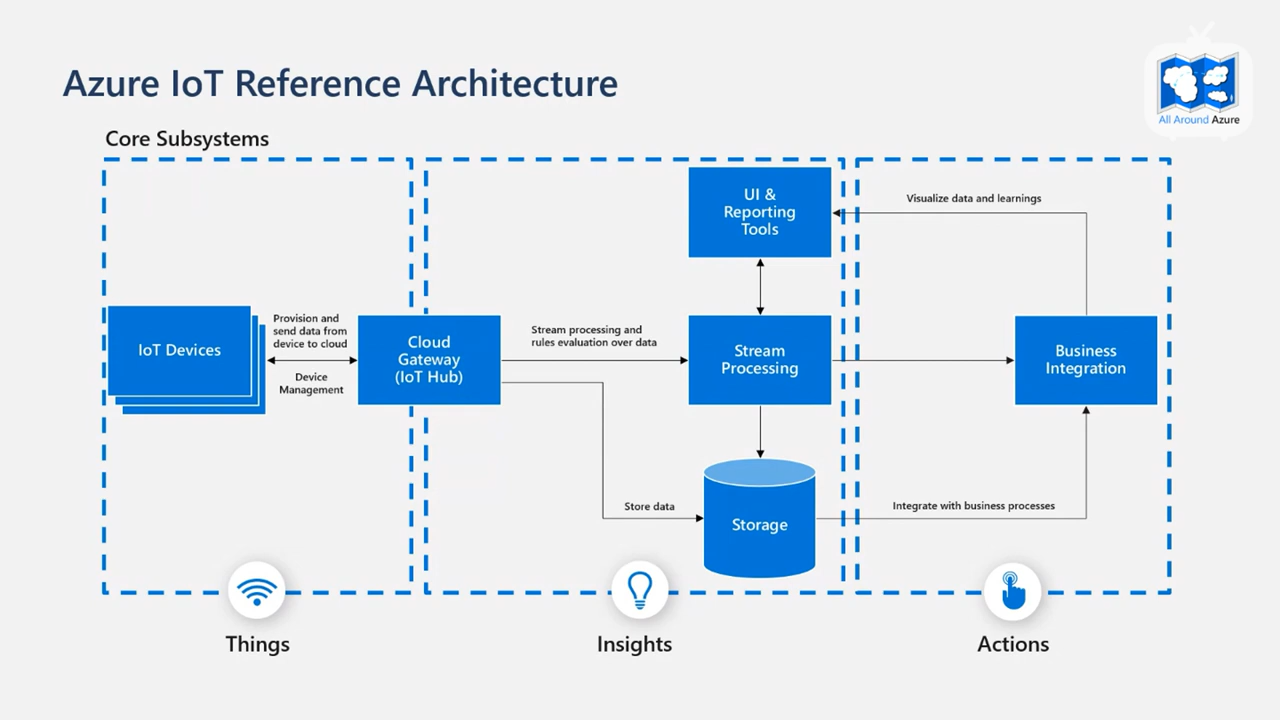 Azure IoT Reference Architecture
All Around Azure
Core Subsystems
UI &
Reporting
Tools
Visualize data and learnings
IoT Devices
Provision and
send data from
device to cloud
Device
Management
Cloud
Gateway
(IoT Hub)
Stream processing and
rules evaluation over data
Stream
Processing
Business
Integration
Store data
Storage
Integrate with business processes
Things
Insights
Actions